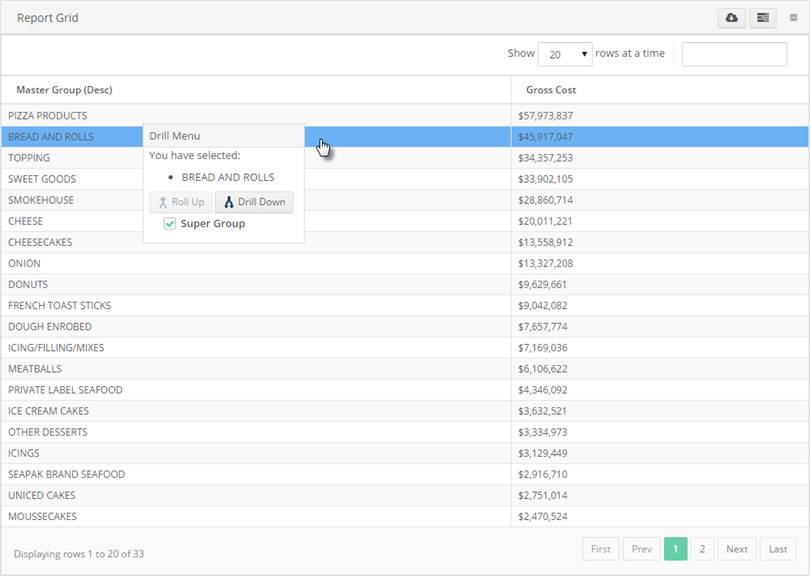 Report Grid
Show 20 rows at a time
Master Group (Desc) Gross Cost
PIZZA PRODUCTS $57,973,837
BREAD AND ROLLS $45,917,047
TOPPING $34,357,253
SWEET GOODS $33,902,105
SMOKEHOUSE $28,860,714
CHEESE $20,011,221
CHEESECAKES $13,558,912
ONION $13,327,208
DONUTS $9,629,661
FRENCH TOAST STICKS $9,042,082
DOUGH ENROBED $7,657,774
ICING/FILLING/MIXES $7,169,036
MEATBALLS $6,106,622
PRIVATE LABEL SEAFOOD $4,346,092
ICE CREAM CAKES $3,632,521
OTHER DESSERTS $3,334,973
ICINGS $3,129,449
SEAPAK BRAND SEAFOOD $2,916,710
UNICED CAKES $2,751,014
MOUSSECAKES $2,470,524
Drill Menu
You have selected:
• BREAD AND ROLLS
Roll Up Drill Down
Super Group
Displaying rows 1 to 20 of 33
First Prev 1 2 Next Last